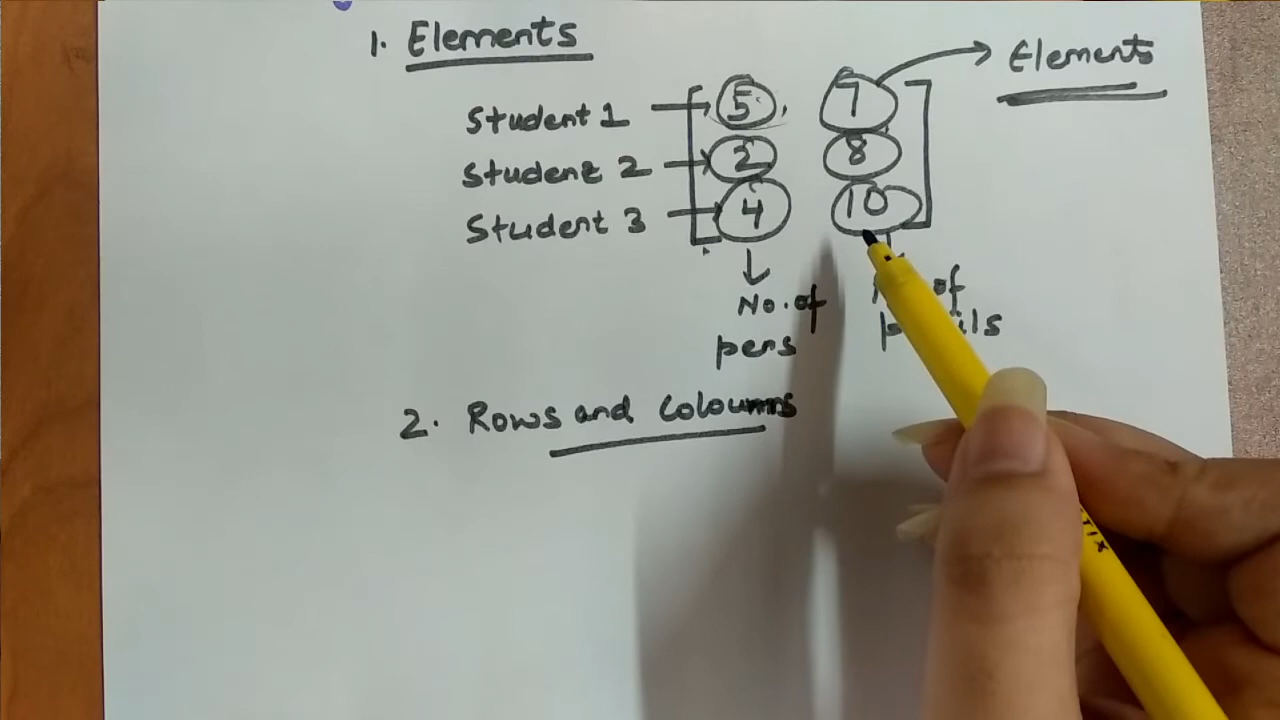 1. Elements
Elements
Student 1 → 5, 7
Student 2 → 2 8
Student 3 → 4 10
No. of pens
of
2. Rows and Coloumns